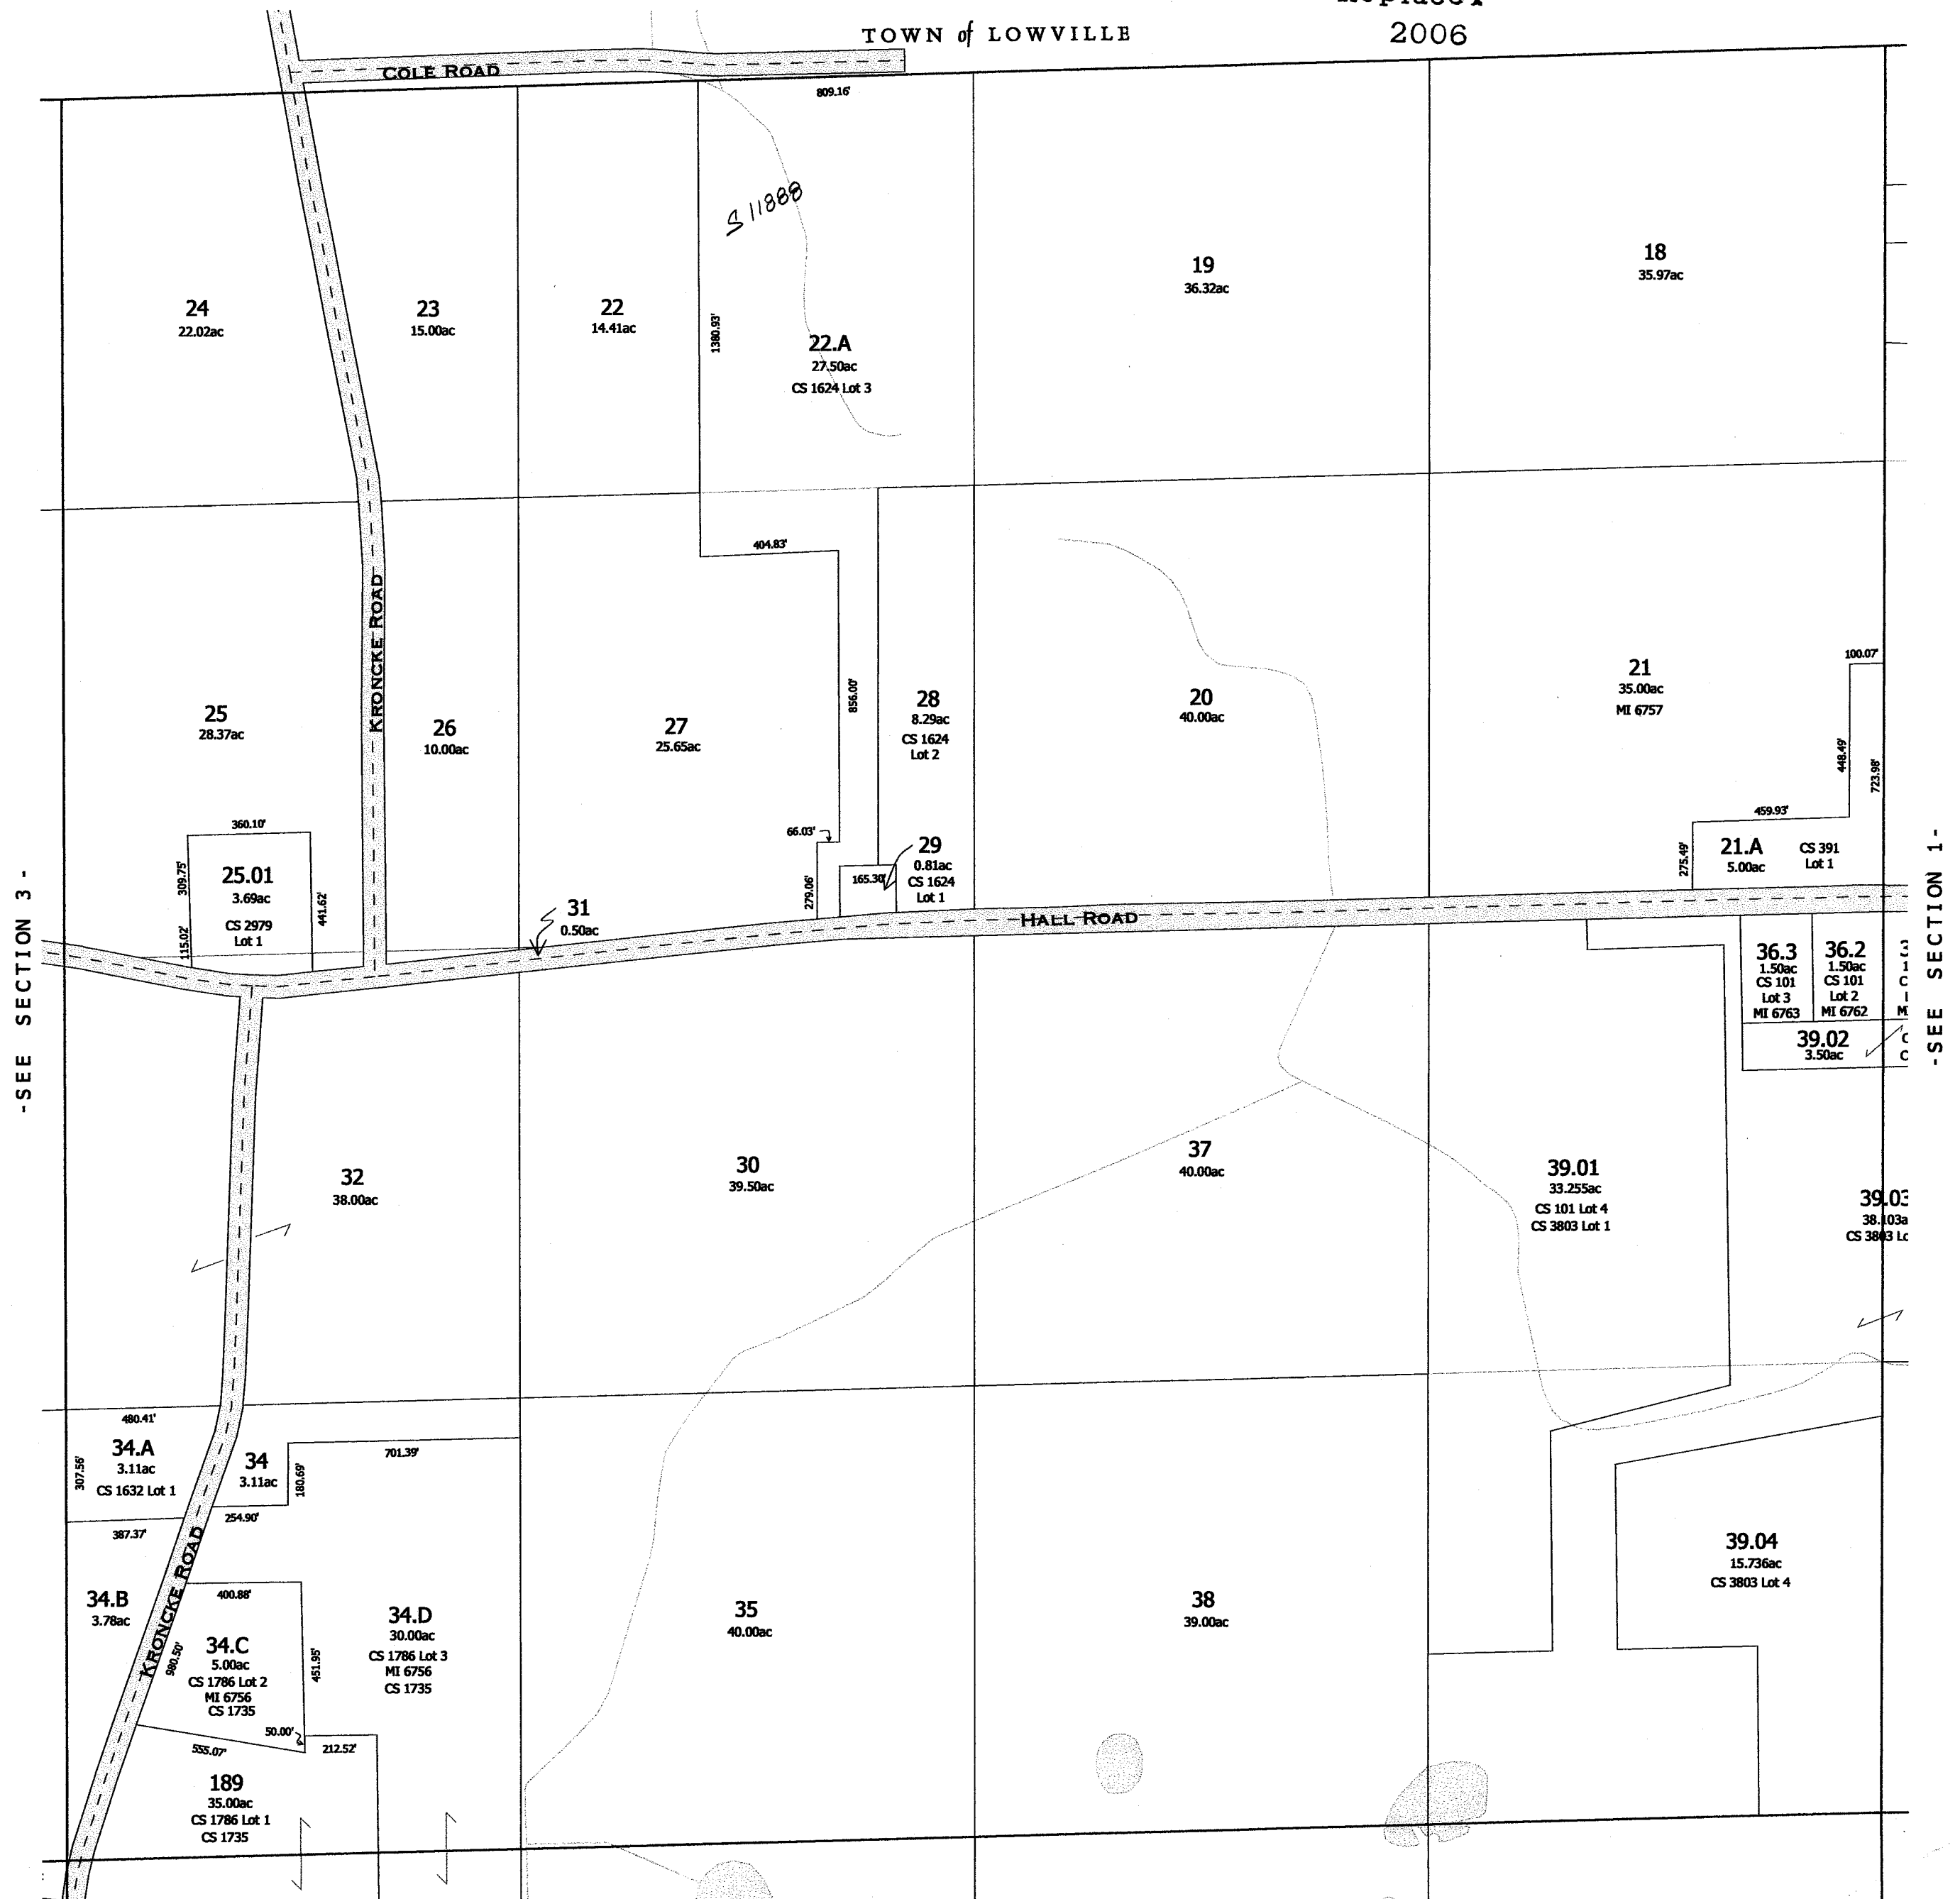 TOWN of LOWVILLE
2006
COLE ROAD
809.16'
S 11888
24
22.02ac
23
15.00ac
22
14.41ac
1380.93'
22.A
27.50ac
CS 1624 Lot 3
19
36.32ac
18
35.97ac
KRONCKE ROAD
404.83'
856.00'
25
28.37ac
26
10.00ac
27
25.65ac
28
8.29ac
CS 1624
Lot 2
20
40.00ac
21
35.00ac
MI 6757
100.07'
448.49'
723.98'
459.93'
275.49'
21.A
5.00ac
CS 391
Lot 1
360.10'
309.75'
115.02'
441.62'
25.01
3.69ac
CS 2979
Lot 1
66.03'
279.06'
165.30'
29
0.81ac
CS 1624
Lot 1
31
0.50ac
HALL ROAD
-SEE SECTION 3 -
-SEE SECTION 1-
36.3
1.50ac
CS 101
Lot 3
MI 6763
36.2
1.50ac
CS 101
Lot 2
MI 6762
39.02
3.50ac
32
38.00ac
30
39.50ac
37
40.00ac
39.01
33.255ac
CS 101 Lot 4
CS 3803 Lot 1
39.03
38.103a
CS 3803 Lo
480.41'
34.A
3.11ac
CS 1632 Lot 1
307.56'
387.37'
34
3.11ac
180.69'
701.39'
254.90'
KRONCKE ROAD
980.50'
34.B
3.78ac
400.88'
34.C
5.00ac
CS 1786 Lot 2
MI 6756
CS 1735
451.95'
34.D
30.00ac
CS 1786 Lot 3
MI 6756
CS 1735
50.00'
555.07'
212.52'
189
35.00ac
CS 1786 Lot 1
CS 1735
35
40.00ac
38
39.00ac
39.04
15.736ac
CS 3803 Lot 4